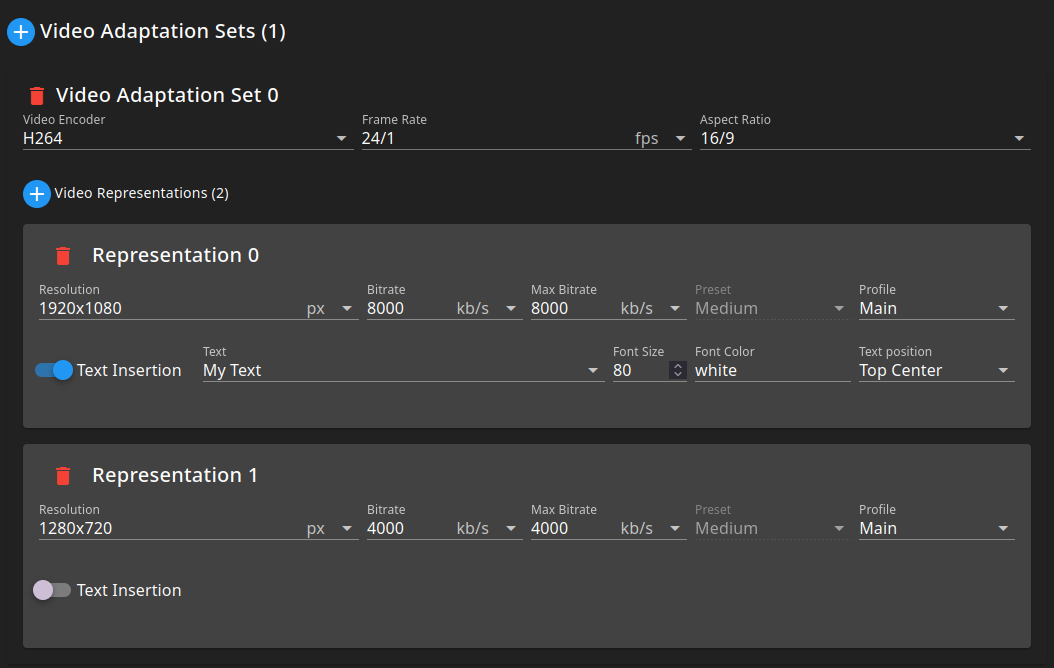 Video Adaptation Sets (1)
Video Adaptation Set 0
Video Encoder Frame Rate Aspect Ratio
H264 24/1 fps 16/9
Video Representations (2)
Representation 0
Resolution Bitrate Max Bitrate Preset Profile
1920x1080 px 8000 kb/s 8000 kb/s Medium Main
Text Font Size Font Color Text position
Text Insertion My Text 80 white Top Center
Representation 1
Resolution Bitrate Max Bitrate Preset Profile
1280x720 px 4000 kb/s 4000 kb/s Medium Main
Text Insertion